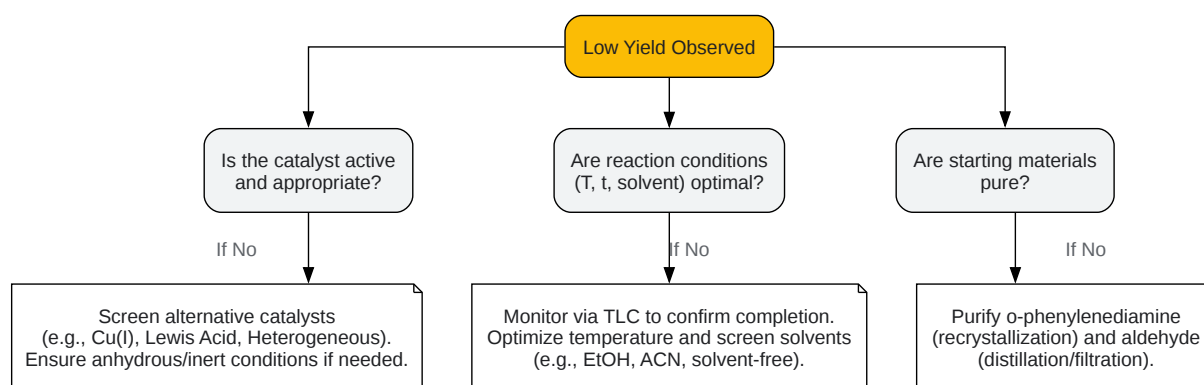 Low Yield Observed
Is the catalyst active
and appropriate?
Are reaction conditions
(T, t, solvent) optimal?
Are starting materials
pure?
If No
If No
If No
Screen alternative catalysts
(e.g., Cu(I), Lewis Acid, Heterogeneous).
Ensure anhydrous/inert conditions if needed.
Monitor via TLC to confirm completion.
Optimize temperature and screen solvents
(e.g., EtOH, ACN, solvent-free).
Purify o-phenylenediamine
(recrystallization) and aldehyde
(distillation/filtration).